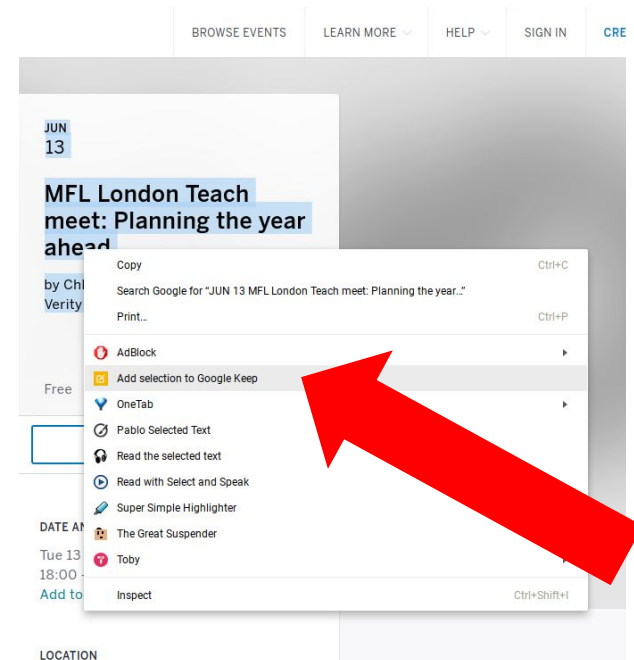 BROWSE EVENTS LEARN MORE HELP SIGN IN
JUN
13
MFL London Teach
meet: Planning the year
ahead
by
Verity
Free
Copy Ctrl+C
Search Google for “JUN 13 MFL London Teach meet: Planning the year...”
Print... Ctrl+P
AdBlock
Add selection to Google Keep
OneTab
Pablo Selected Text
Read the selected text
Read with Select and Speak
Super Simple Highlighter
The Great Suspender
Toby
Inspect Ctrl+Shift+I
DATE
Tue 13
18:00 -
Add to
LOCATION